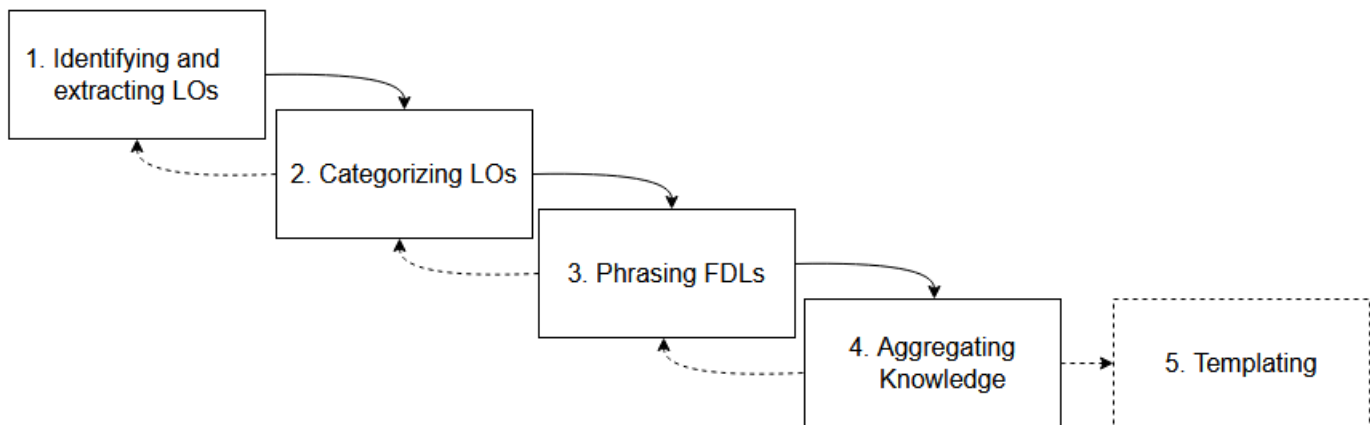 1. Identifying and
extracting LOs
2. Categorizing LOs
3. Phrasing FDLs
4. Aggregating
Knowledge
5. Templating